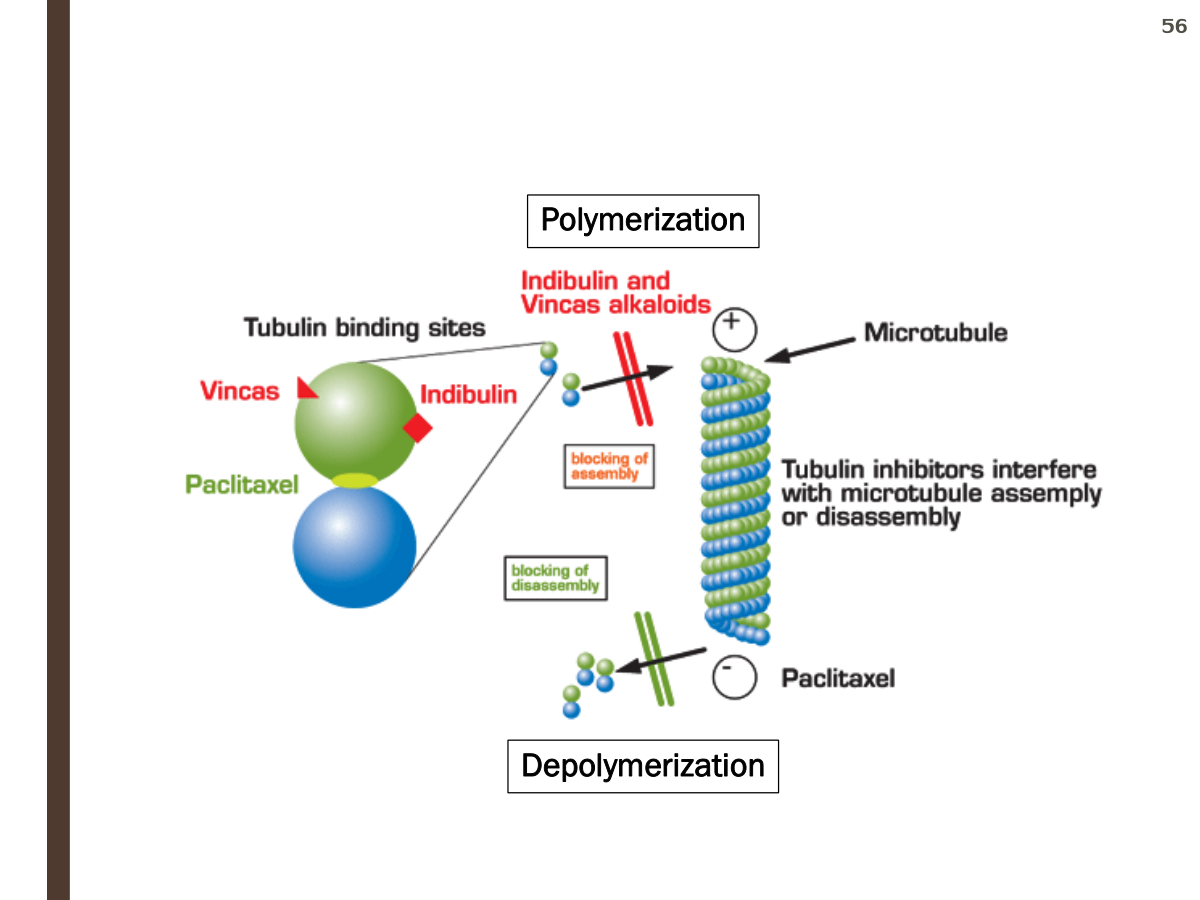 56
Polymerization
Indibulin and
Vincas alkaloids
+
Tubulin binding sites
Microtubule
Vincas
Indibulin
blocking of
assembly
Paclitaxel
Tubulin inhibitors interfere
with microtubule assemply
or disassembly
blocking of
disassembly
-
Paclitaxel
Depolymerization